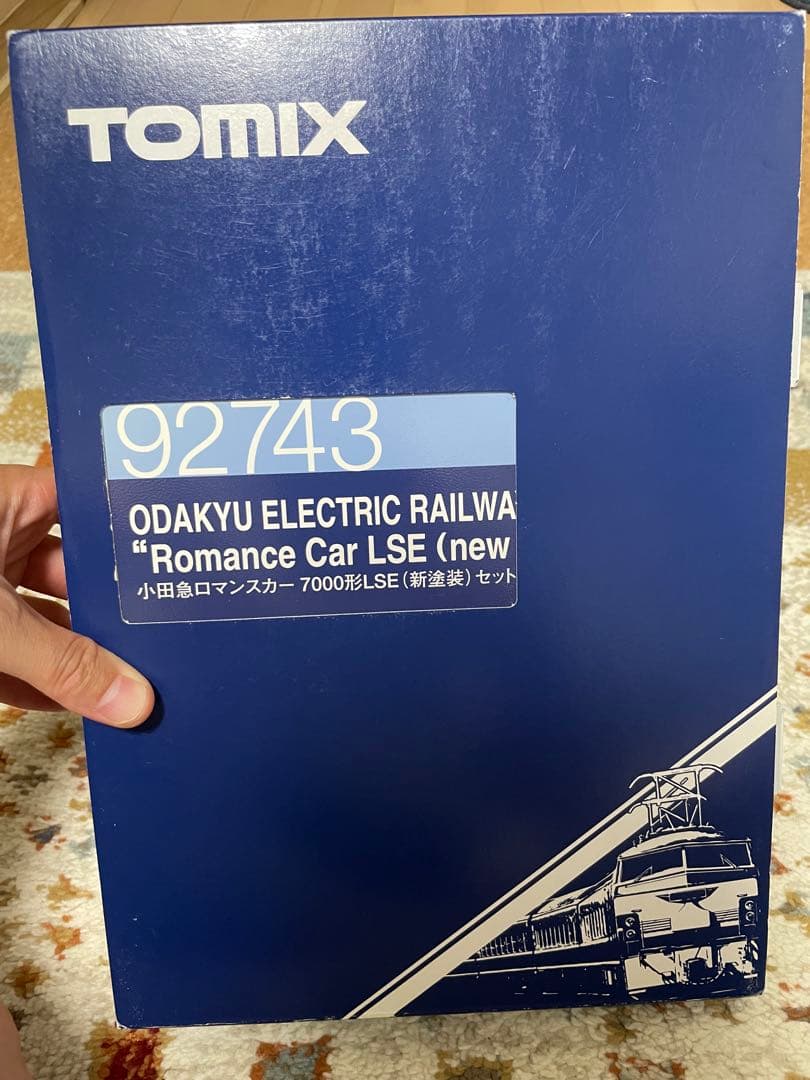 TOMIX
92743
ODAKYU ELECTRIC RAILWA
“Romance Car LSE (new
小田急ロマンスカー 7000形LSE（新塗装）セット